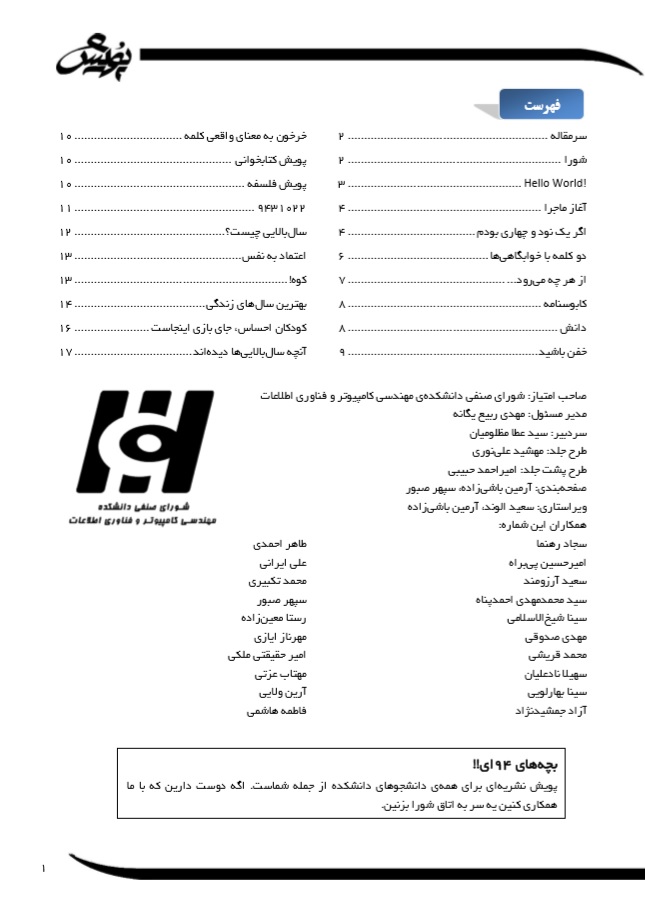 پویش
فهرست
سرمقاله ........ ۲
شورا ........ ۲
Hello World! ........ ۳
آغاز ماجرا ........ ۴
اگر یک نود و چهاری بودم ........ ۴
دو کلمه با خوابگاهی‌ها ........ ۶
از هر چه می‌رود... ........ ۷
کابوسنامه ........ ۸
دانش ........ ۸
خفن باشید ........ ۹
خرخون به معنای واقعی کلمه ........ ۱۰
پویش کتابخوانی ........ ۱۰
پویش فلسفه ........ ۱۰
۹۴۳۱۰۲۲ ........ ۱۱
سال‌بالایی چیست؟ ........ ۱۲
اعتماد به نفس ........ ۱۳
کوه! ........ ۱۳
بهترین سال‌های زندگی ........ ۱۴
کودکان احساس، جای بازی اینجاست ........ ۱۶
آنچه سال‌بالایی‌ها دیده‌اند ........ ۱۷
صاحب امتیاز: شورای صنفی دانشکده‌ی مهندسی کامپیوتر و فناوری اطلاعات
مدیر مسئول: مهدی ربیع یگانه
سردبیر: سید عطا مظلومیان
طرح جلد: مهشید علی‌نوری
طرح پشت جلد: امیراحمد حبیبی
صفحه‌بندی: آرمین باشی‌زاده، سپهر صبور
ویراستاری: سعید الوند، آرمین باشی‌زاده
همکاران این شماره:
سجاد رهنما
امیرحسین پی‌براه
سعید آرزومند
سید محمدمهدی احمدپناه
سینا شیخ‌الاسلامی
مهدی صدوقی
محمد قریشی
سهیلا نادعلیان
سینا بهارلویی
آزاد جمشیدنژاد
طاهر احمدی
علی ایرانی
محمد تکبیری
سپهر صبور
رستا معین‌زاده
مهرناز ایازی
امیر حقیقتی ملکی
مهتاب عزتی
آرین ولایی
فاطمه هاشمی
شورای صنفی دانشکده
مهندسی کامپیوتر و فناوری اطلاعات
بچه‌های ۹۴ای!!
پویش نشریه‌ای برای همه‌ی دانشجوهای دانشکده از جمله شماست. اگه دوست دارین که با ما
همکاری کنین یه سر به اتاق شورا بزنین.
۱